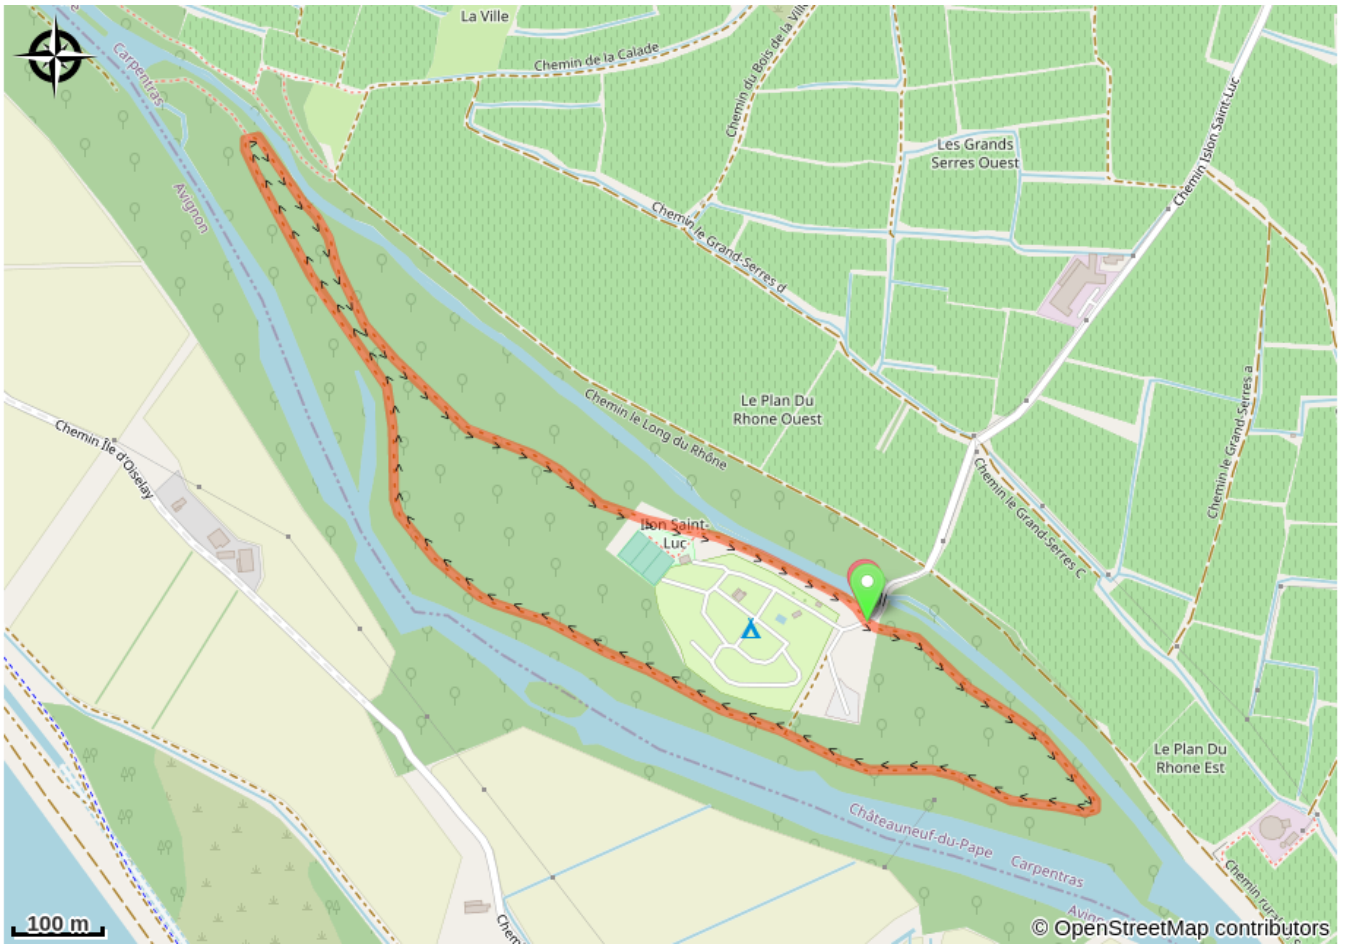 La Ville
Carpentras
Chemin de la Calade
Chemin du Bois de la Ville
Chemin Islon Saint-Luc
Les Grands
Serres Ouest
Avignon
Chemin le Grand-Serres d
Chemin le Grand-Serres a
Le Plan Du
Rhone Ouest
Chemin le Long du Rhône
Chemin Île d'Oiselay
Chemin le Grand-Serres C
Saint-
Luc
Le Plan Du
Rhone Est
Châteauneuf-du-Pape
Carpentras
100 m
© OpenStreetMap contributors